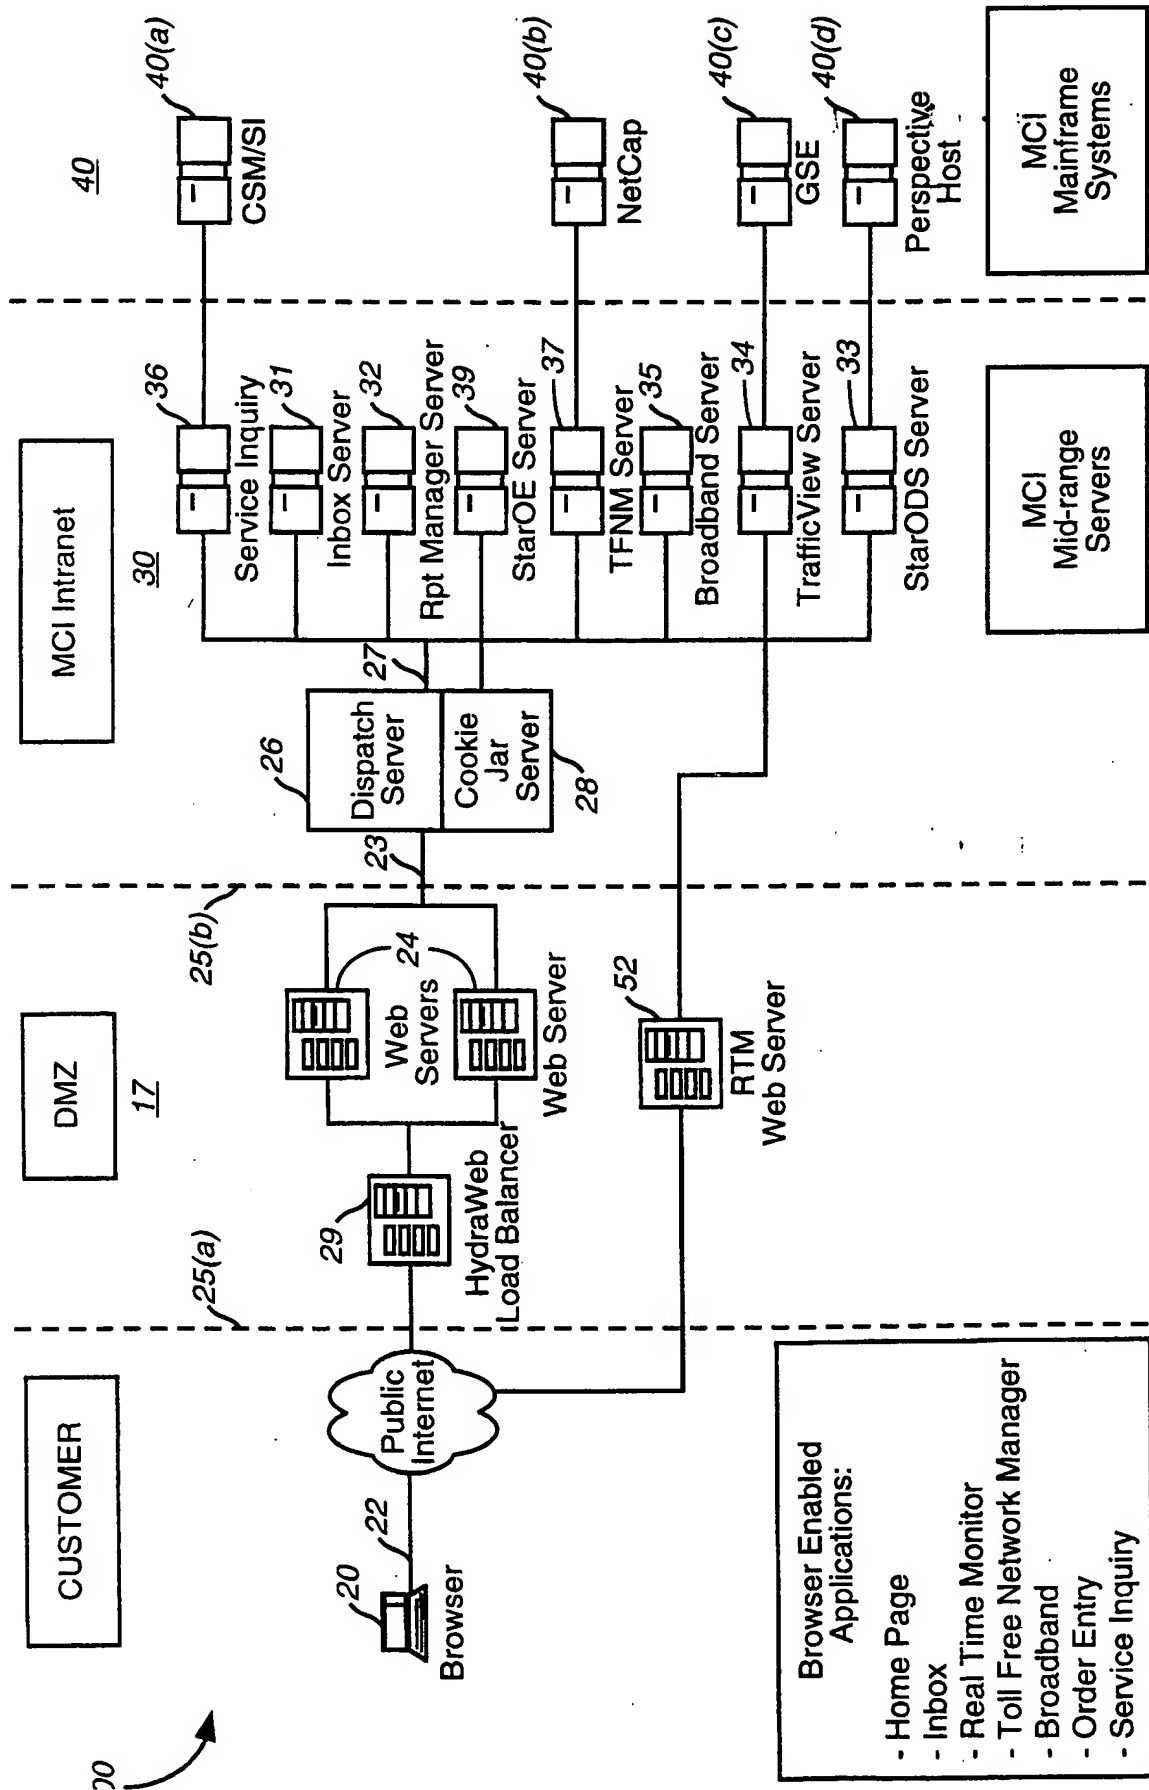 CUSTOMER
DMZ
17
MCI Intranet
30
40
00
25(a)
25(b)
20
22
Browser
Public
Internet
29
HydraWeb
Load Balancer
24
Web
Servers
Web Server
52
RTM
Web Server
23
26
Dispatch
Server
Cookie
Jar
Server
28
27
36
Service Inquiry
31
Inbox Server
32
Rpt Manager Server
39
StarOE Server
37
TFNM Server
35
Broadband Server
34
TrafficView Server
33
StarODS Server
40(a)
CSM/SI
40(b)
NetCap
40(c)
GSE
40(d)
Perspective
Host
Browser Enabled
Applications:
- Home Page
- Inbox
- Real Time Monitor
- Toll Free Network Manager
- Broadband
- Order Entry
- Service Inquiry
MCI
Mid-range
Servers
MCI
Mainframe
Systems